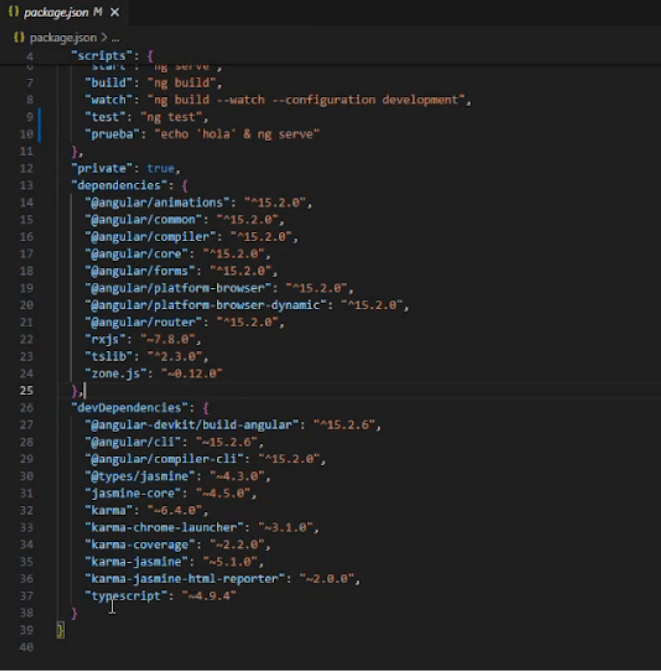 {} package.json M ✕
{} package.json > ...
4 "scripts": {
6 "start": "ng serve",
7 "build": "ng build",
8 "watch": "ng build --watch --configuration development",
9 "test": "ng test",
10 "prueba": "echo 'hola' & ng serve"
11 },
12 "private": true,
13 "dependencies": {
14 "@angular/animations": "^15.2.0",
15 "@angular/common": "^15.2.0",
16 "@angular/compiler": "^15.2.0",
17 "@angular/core": "^15.2.0",
18 "@angular/forms": "^15.2.0",
19 "@angular/platform-browser": "^15.2.0",
20 "@angular/platform-browser-dynamic": "^15.2.0",
21 "@angular/router": "^15.2.0",
22 "rxjs": "~7.8.0",
23 "tslib": "^2.3.0",
24 "zone.js": "~0.12.0"
25 },
26 "devDependencies": {
27 "@angular-devkit/build-angular": "^15.2.6",
28 "@angular/cli": "~15.2.6",
29 "@angular/compiler-cli": "^15.2.0",
30 "@types/jasmine": "~4.3.0",
31 "jasmine-core": "~4.5.0",
32 "karma": "~6.4.0",
33 "karma-chrome-launcher": "~3.1.0",
34 "karma-coverage": "~2.2.0",
35 "karma-jasmine": "~5.1.0",
36 "karma-jasmine-html-reporter": "~2.0.0",
37 "typescript": "~4.9.4"
38 }
39 }
40